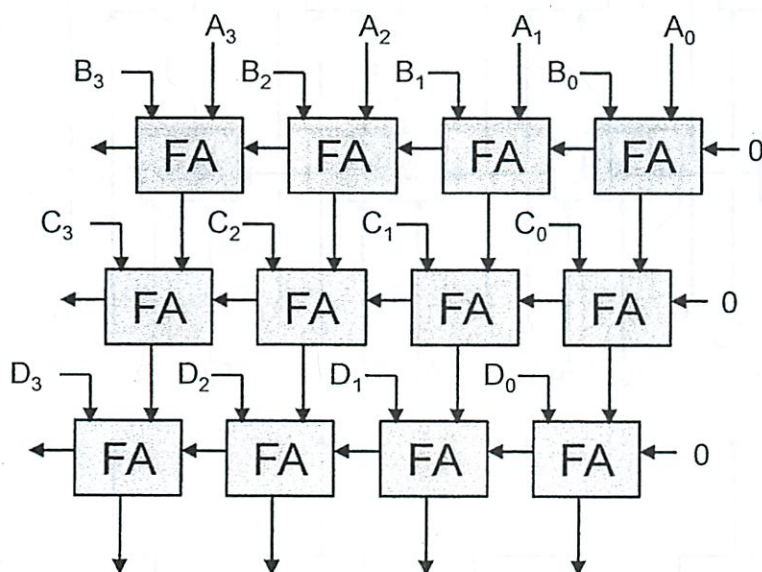 A₃ A₂ A₁ A₀
B₃ B₂ B₁ B₀
FA FA FA FA 0
C₃ C₂ C₁ C₀
FA FA FA FA 0
D₃ D₂ D₁ D₀
FA FA FA FA 0